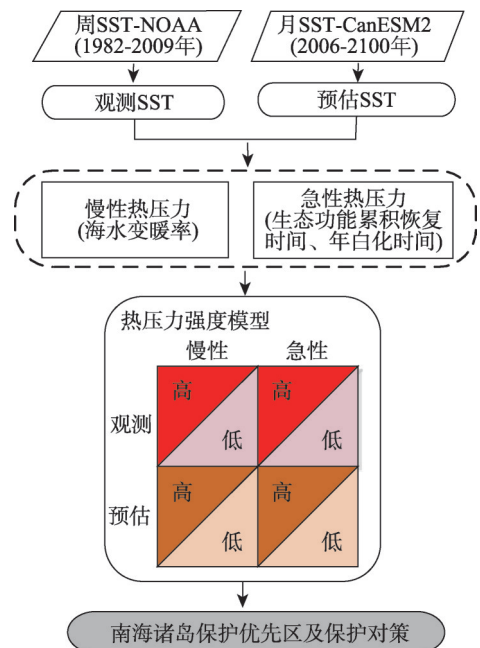 周SST-NOAA
(1982-2009年)
月SST-CanESM2
(2006-2100年)
观测SST
预估SST
慢性热压力
(海水变暖率)
急性热压力
(生态功能累积恢复
时间、年白化时间)
热压力强度模型
慢性
急性
观测
高
低
高
低
预估
高
低
高
低
南海诸岛保护优先区及保护对策